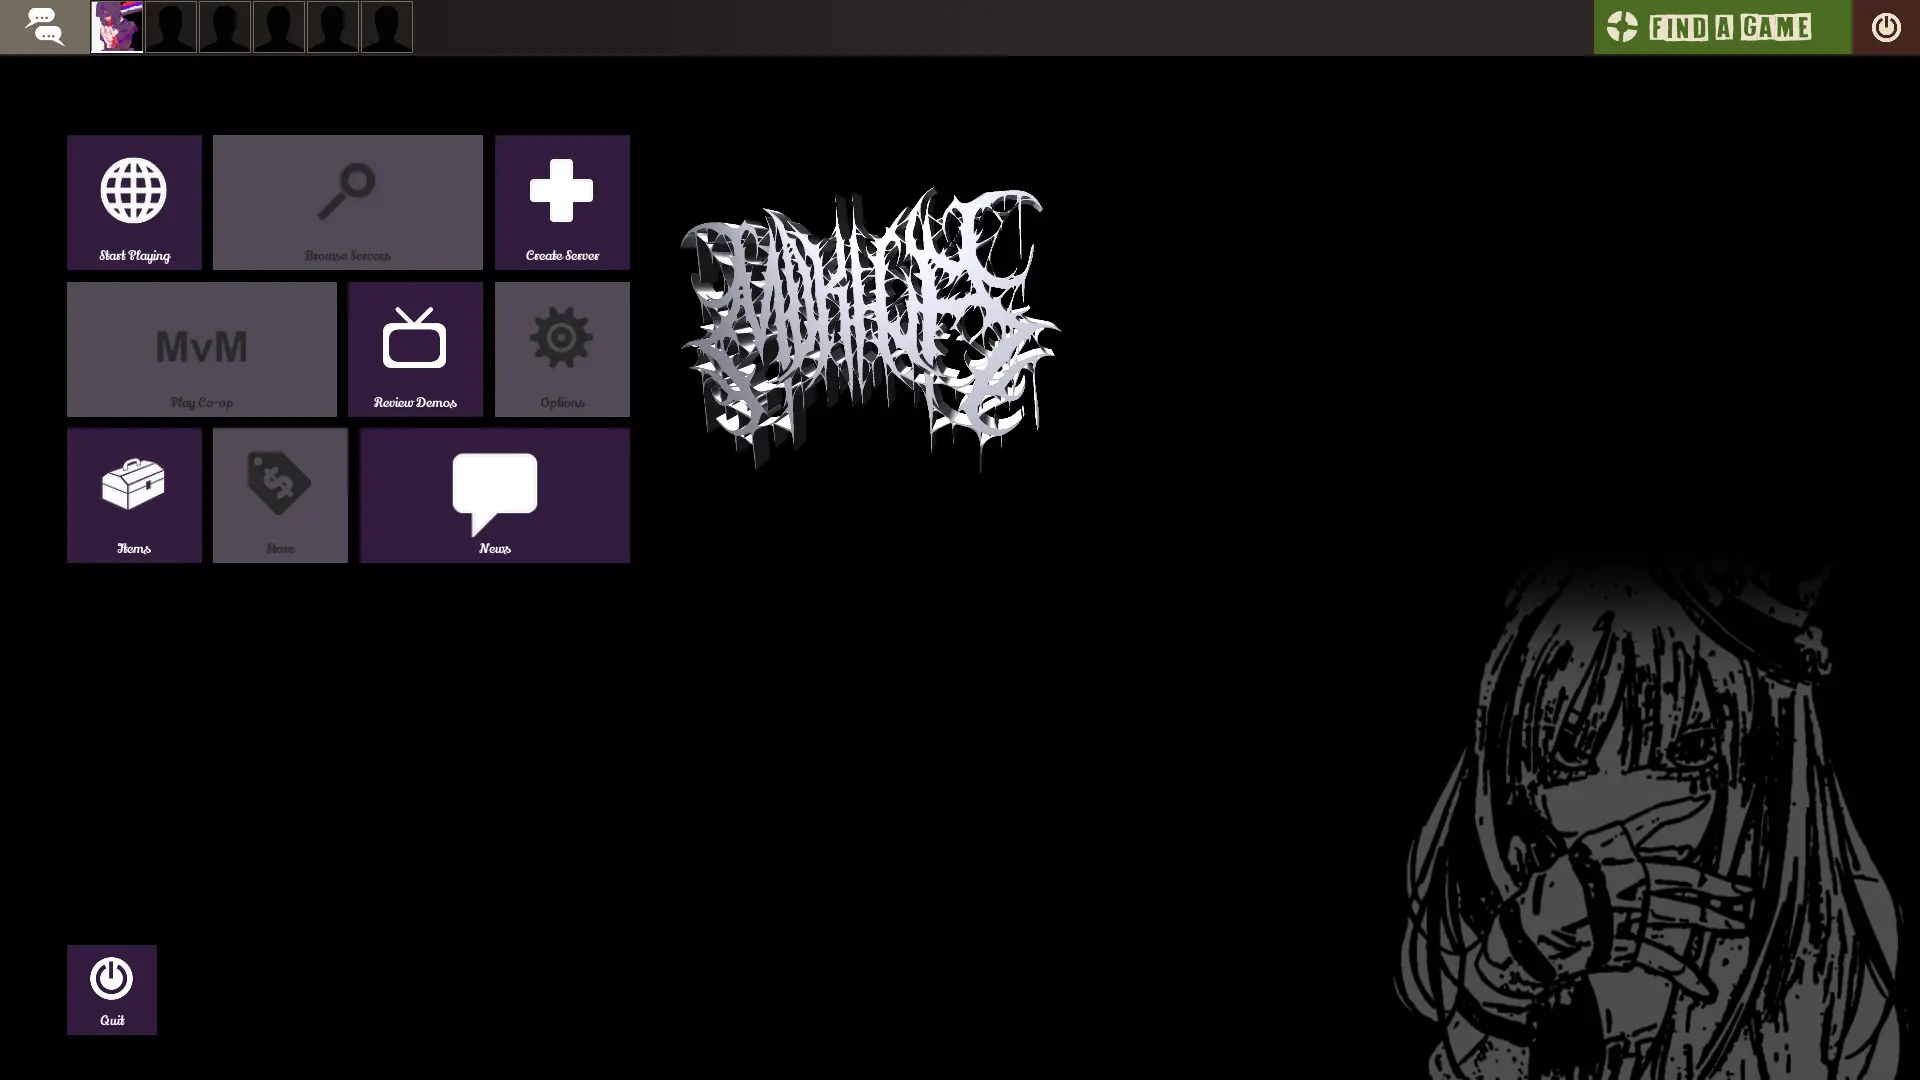 FIND A GAME
Start Playing
Browse Servers
Create Server
MvM
Play Co-op
Review Demos
Options
Items
Store
News
Quit